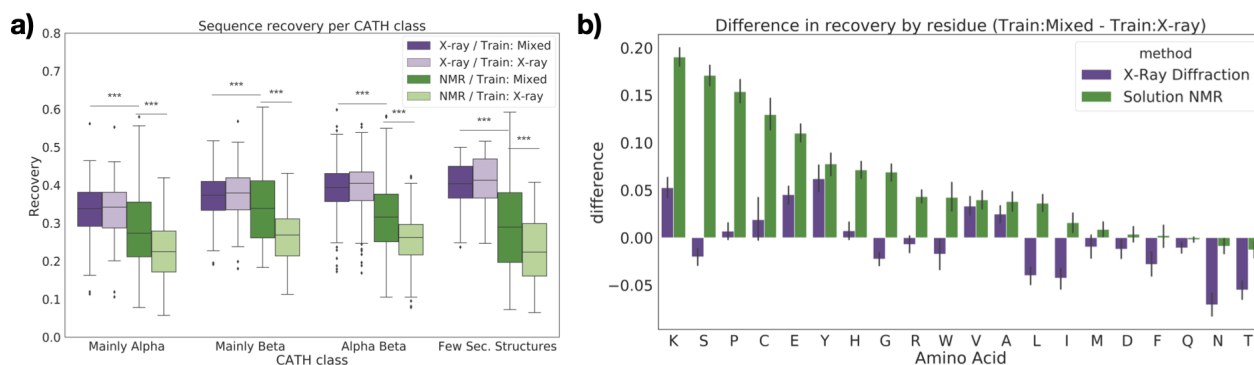 a)
Sequence recovery per CATH class
0.8
0.7
0.6
0.5
0.4
0.3
0.2
0.1
0.0
Recovery
X-ray / Train: Mixed
X-ray / Train: X-ray
NMR / Train: Mixed
NMR / Train: X-ray
*** *** *** *** *** *** *** ***
Mainly Alpha Mainly Beta Alpha Beta Few Sec. Structures
CATH class
b)
Difference in recovery by residue (Train:Mixed - Train:X-ray)
0.20
0.15
0.10
0.05
0.00
−0.05
difference
method
X-Ray Diffraction
Solution NMR
K S P C E Y H G R W V A L I M D F Q N T
Amino Acid